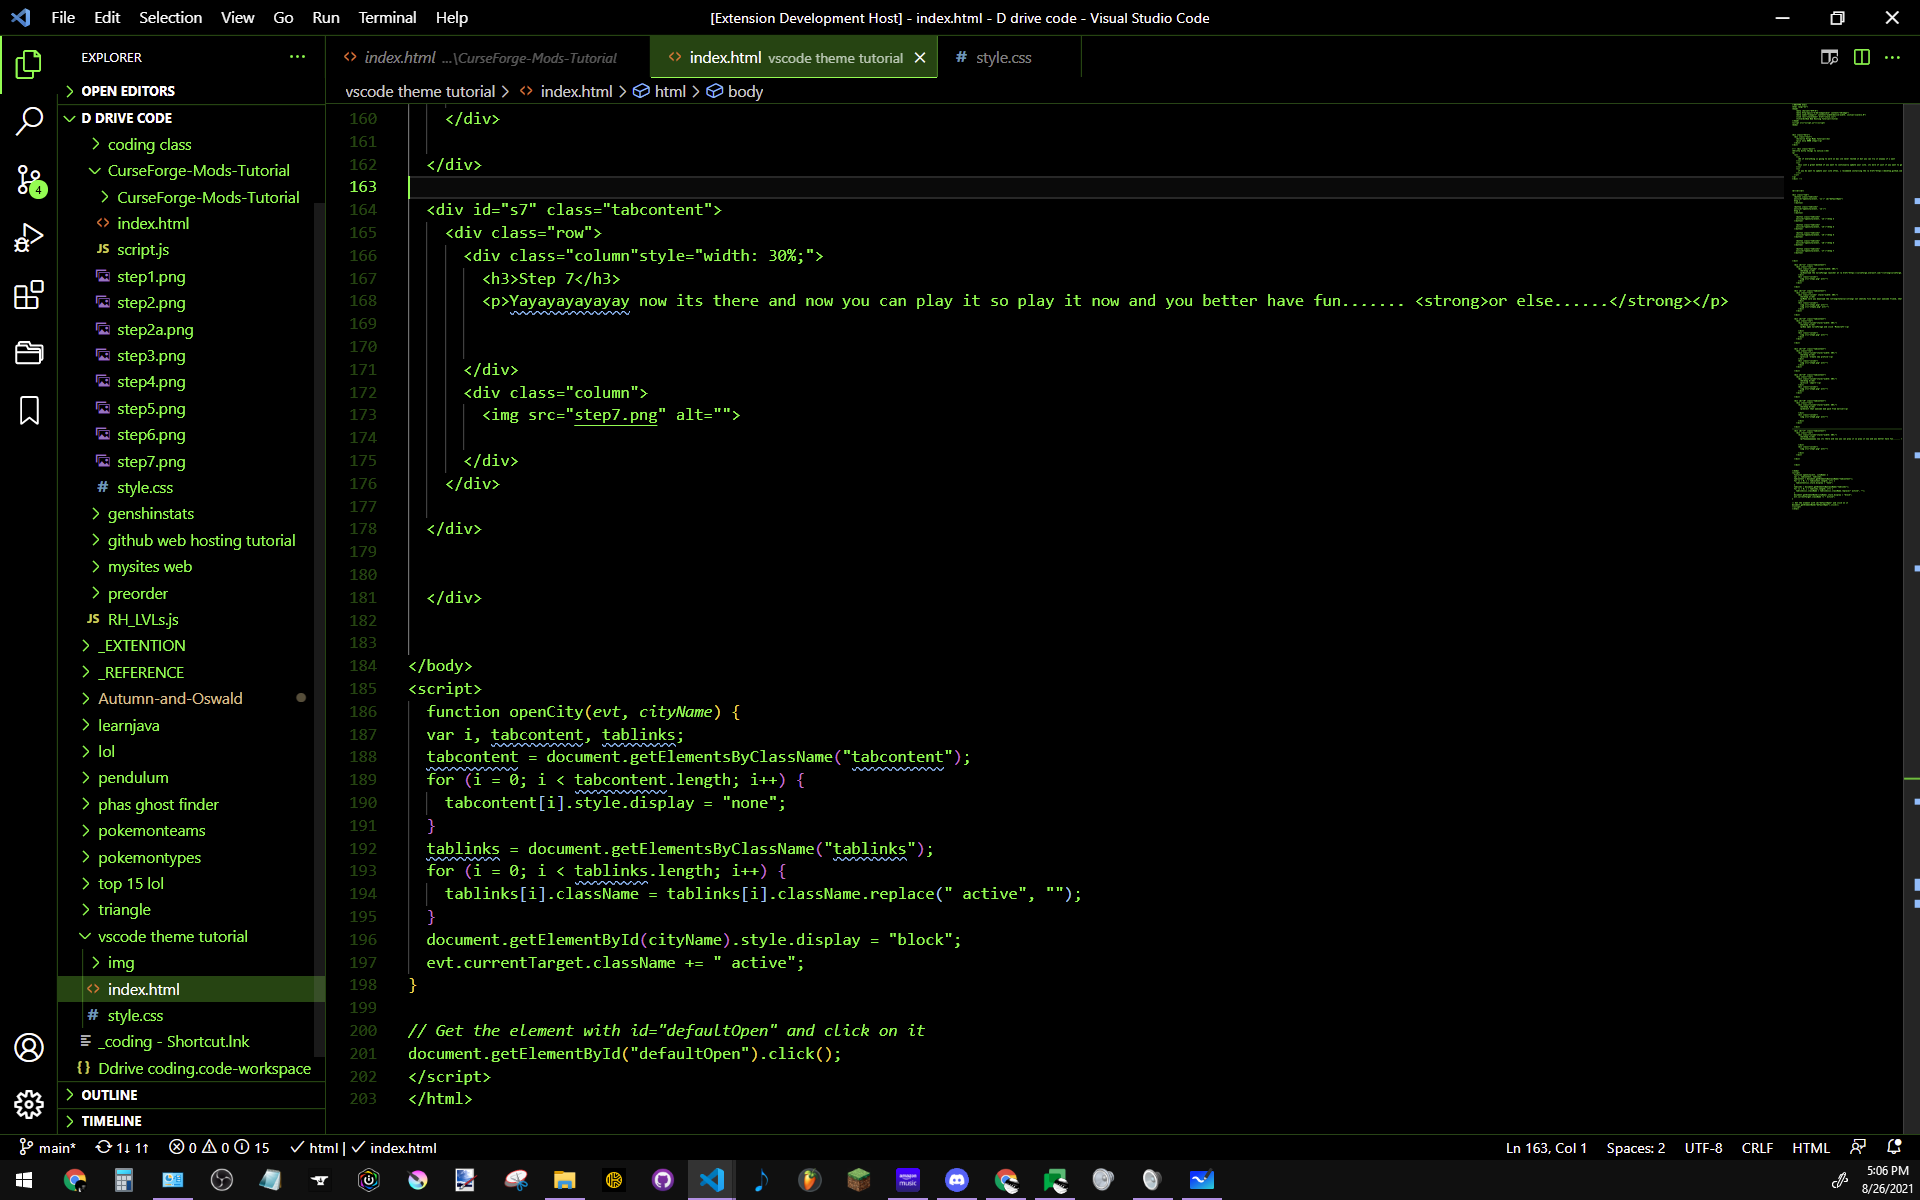 File Edit Selection View Go Run Terminal Help
[Extension Development Host] - index.html - D drive code - Visual Studio Code
EXPLORER
index.html ...\CurseForge-Mods-Tutorial
index.html vscode theme tutorial
# style.css
OPEN EDITORS
vscode theme tutorial > index.html > html > body
D DRIVE CODE
coding class
CurseForge-Mods-Tutorial
CurseForge-Mods-Tutorial
index.html
JS script.js
step1.png
step2.png
step2a.png
step3.png
step4.png
step5.png
step6.png
step7.png
# style.css
genshinstats
github web hosting tutorial
mysites web
preorder
JS RH_LVLs.js
_EXTENTION
_REFERENCE
Autumn-and-Oswald
learnjava
lol
pendulum
phas ghost finder
pokemonteams
pokemontypes
top 15 lol
triangle
vscode theme tutorial
img
index.html
# style.css
_coding - Shortcut.lnk
{} Ddrive coding.code-workspace
OUTLINE
TIMELINE
4
160 </div>
161
162 </div>
163
164 <div id="s7" class="tabcontent">
165 <div class="row">
166 <div class="column"style="width: 30%;">
167 <h3>Step 7</h3>
168 <p>Yayayayayayay now its there and now you can play it so play it now and you better have fun....... <strong>or else......</strong></p>
169
170
171 </div>
172 <div class="column">
173 <img src="step7.png" alt="">
174
175 </div>
176 </div>
177
178 </div>
179
180
181 </div>
182
183
184 </body>
185 <script>
186 function openCity(evt, cityName) {
187 var i, tabcontent, tablinks;
188 tabcontent = document.getElementsByClassName("tabcontent");
189 for (i = 0; i < tabcontent.length; i++) {
190 tabcontent[i].style.display = "none";
191 }
192 tablinks = document.getElementsByClassName("tablinks");
193 for (i = 0; i < tablinks.length; i++) {
194 tablinks[i].className = tablinks[i].className.replace(" active", "");
195 }
196 document.getElementById(cityName).style.display = "block";
197 evt.currentTarget.className += " active";
198 }
199
200 // Get the element with id="defaultOpen" and click on it
201 document.getElementById("defaultOpen").click();
202 </script>
203 </html>
main* 1↓ 1↑ 0 0 15 ✓ html | ✓ index.html
Ln 163, Col 1 Spaces: 2 UTF-8 CRLF HTML
amazon music
5:06 PM
8/26/2021